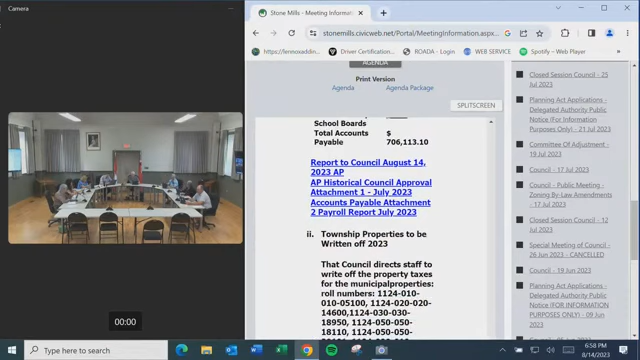 Camera
Stone Mills - Meeting Informati
stonemills.civicweb.net/Portal/MeetingInformation.aspx...
https://lennoxaddin...
Driver Certification...
ROADA - Login
WEB SERVICE
Spotify – Web Player
AGENDA
Print Version
Agenda
Agenda Package
SPLITSCREEN
School Boards
Total Accounts $
Payable 706,113.10
Report to Council August 14,
2023 AP
AP Historical Council Approval
Attachment 1 - July 2023
Accounts Payable Attachment
2 Payroll Report July 2023
ii. Township Properties to be
Written off 2023
That Council directs staff to
write off the property taxes
for the municipalproperties:
roll numbers: 1124-010-
010-05100, 1124-020-020-
14600,1124-030-030-
18950, 1124-050-050-
18110, 1124-050-050-
Closed Session Council - 25
Jul 2023
Planning Act Applications -
Delegated Authority Public
Notice (For Information
Purposes Only) - 21 Jul 2023
Committee Of Adjustment -
19 Jul 2023
Council - 17 Jul 2023
Council - Public Meeting -
Zoning By-Law Amendments
- 17 Jul 2023
Closed Session Council - 12
Jul 2023
Special Meeting of Council -
26 Jun 2023 - CANCELLED
Council - 19 Jun 2023
Planning Act Applications -
Delegated Authority Public
Notice (FOR INFORMATION
PURPOSES ONLY) - 09 Jun
2023
00:00
Type here to search
6:58 PM
8/14/2023